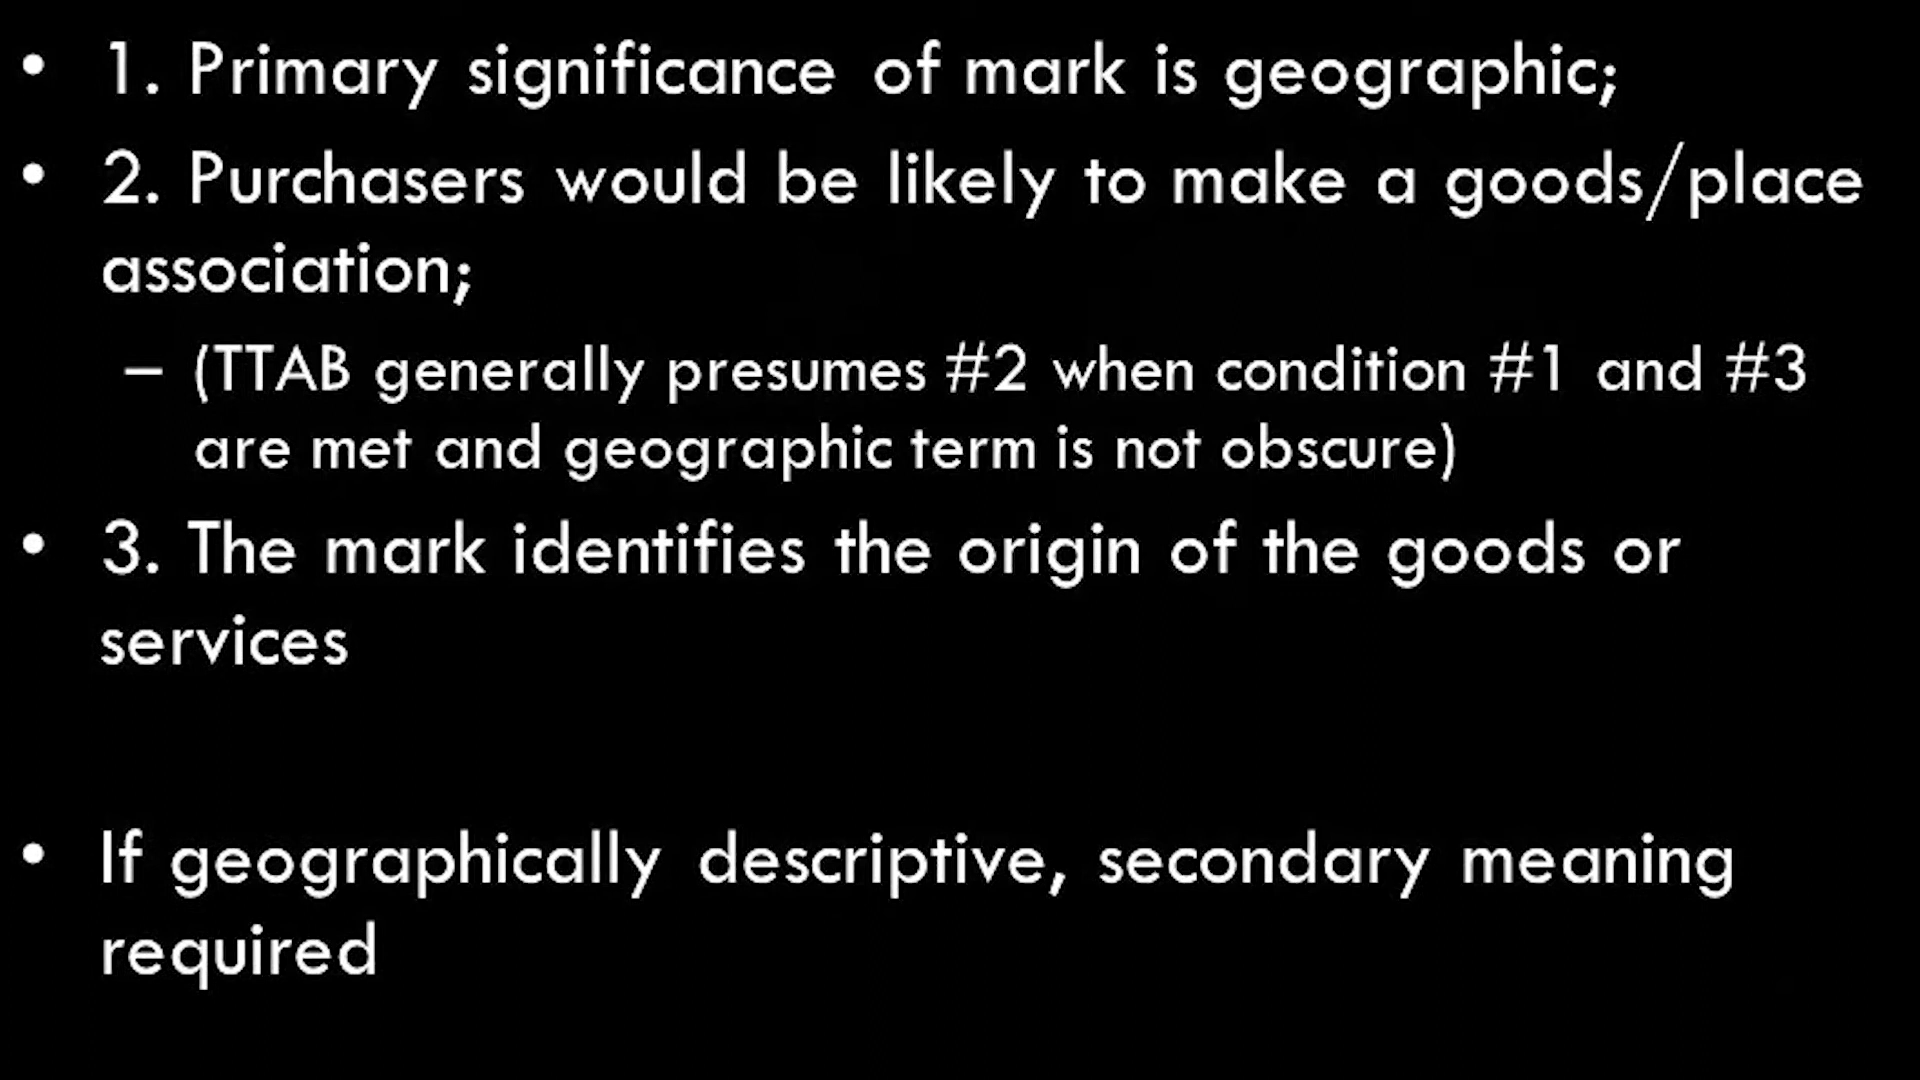 • 1. Primary significance of mark is geographic;
• 2. Purchasers would be likely to make a goods/place
association;
– (TTAB generally presumes #2 when condition #1 and #3
are met and geographic term is not obscure)
• 3. The mark identifies the origin of the goods or
services
• If geographically descriptive, secondary meaning
required